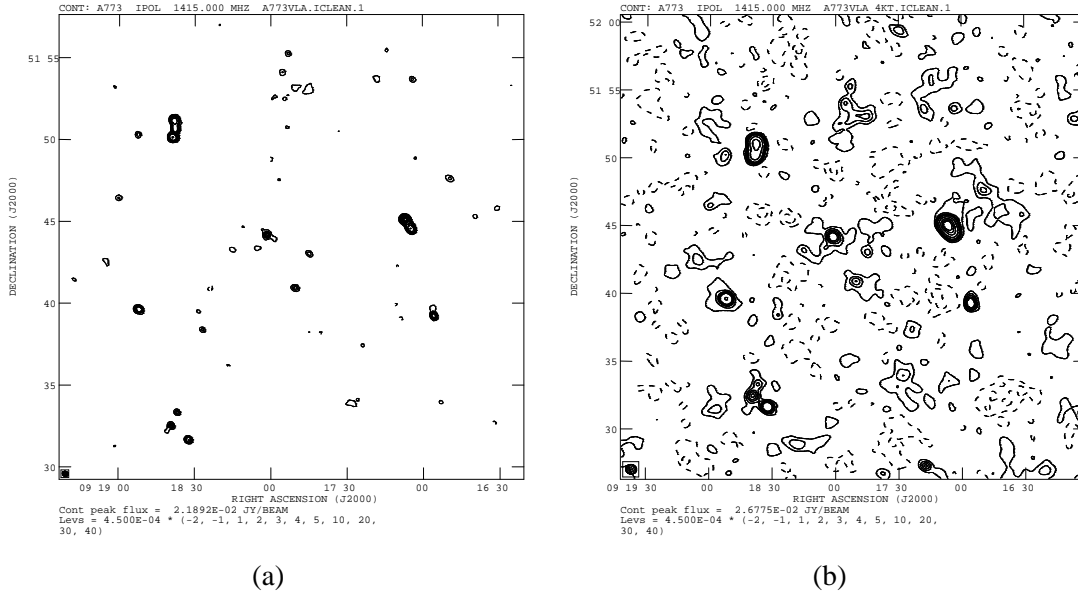 CONT: A773 IPOL 1415.000 MHZ A773VLA.ICLEAN.1
51 55
50
45
40
35
30
DECLINATION (J2000)
09 19 00
18 30
00
17 30
00
16 30
RIGHT ASCENSION (J2000)
Cont peak flux = 2.1892E-02 JY/BEAM
Levs = 4.500E-04 * (-2, -1, 1, 2, 3, 4, 5, 10, 20,
30, 40)
(a)
CONT: A773 IPOL 1415.000 MHZ A773VLA 4KT.ICLEAN.1
52 00
51 55
50
45
40
35
30
DECLINATION (J2000)
09 19 30
00
18 30
00
17 30
00
16 30
RIGHT ASCENSION (J2000)
Cont peak flux = 2.6775E-02 JY/BEAM
Levs = 4.500E-04 * (-2, -1, 1, 2, 3, 4, 5, 10, 20,
30, 40)
(b)